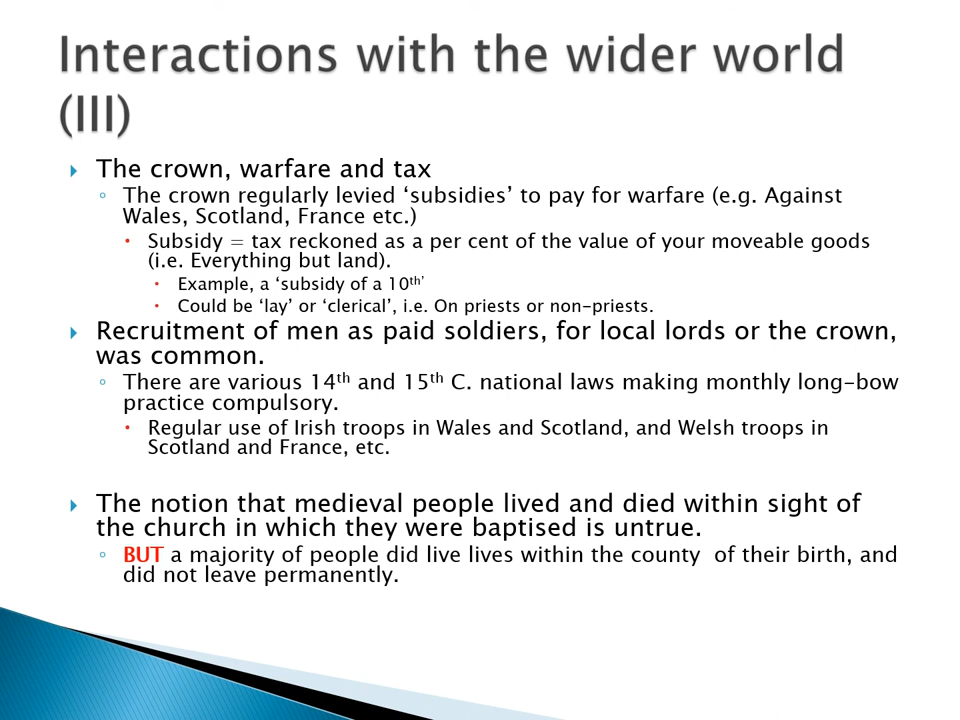 Interactions with the wider world
(III)
The crown, warfare and tax
The crown regularly levied ‘subsidies’ to pay for warfare (e.g. Against
Wales, Scotland, France etc.)
Subsidy = tax reckoned as a per cent of the value of your moveable goods
(i.e. Everything but land).
Example, a ‘subsidy of a 10th’
Could be ‘lay’ or ‘clerical’, i.e. On priests or non-priests.
Recruitment of men as paid soldiers, for local lords or the crown,
was common.
There are various 14th and 15th C. national laws making monthly long-bow
practice compulsory.
Regular use of Irish troops in Wales and Scotland, and Welsh troops in
Scotland and France, etc.
The notion that medieval people lived and died within sight of
the church in which they were baptised is untrue.
BUT a majority of people did live lives within the county of their birth, and
did not leave permanently.